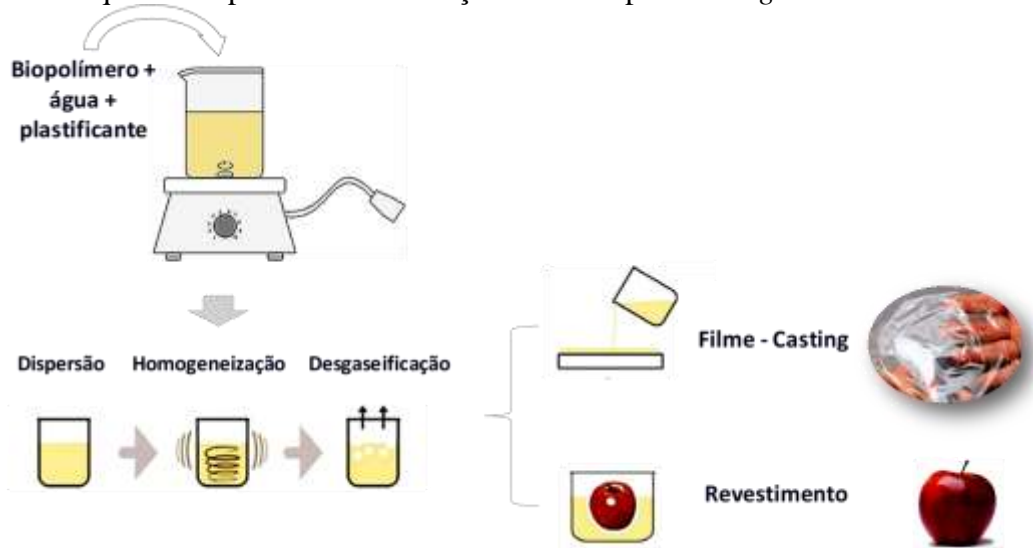 Biopolímero +
água +
plastificante
Dispersão Homogeneização Desgaseificação
Filme - Casting
Revestimento